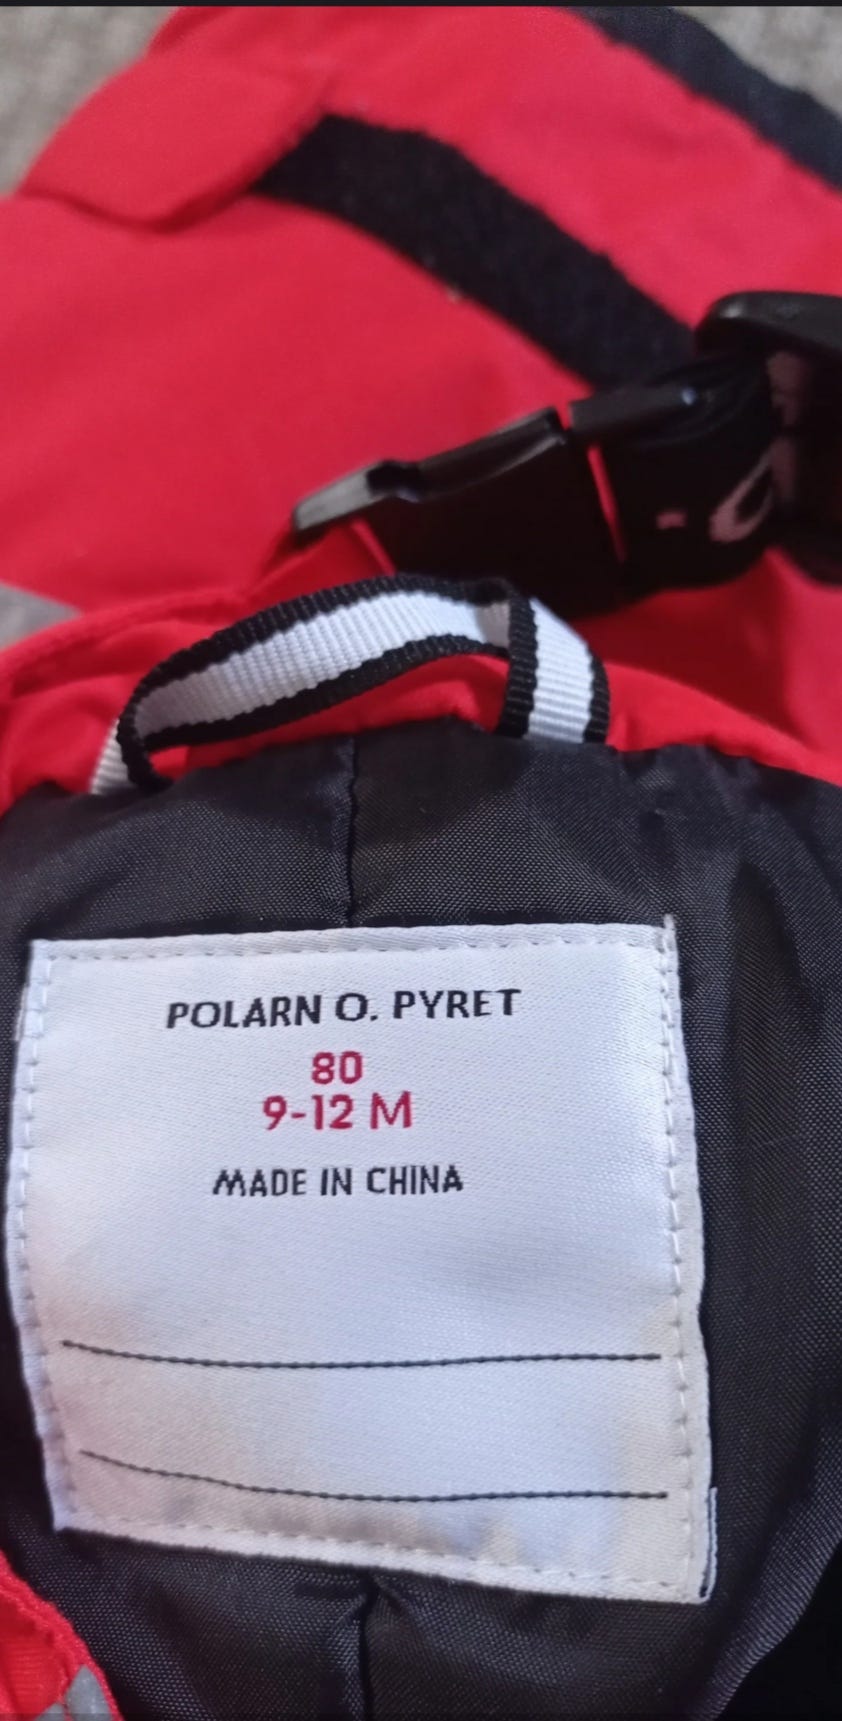 POLARN O. PYRET
80
9-12 M
MADE IN CHINA